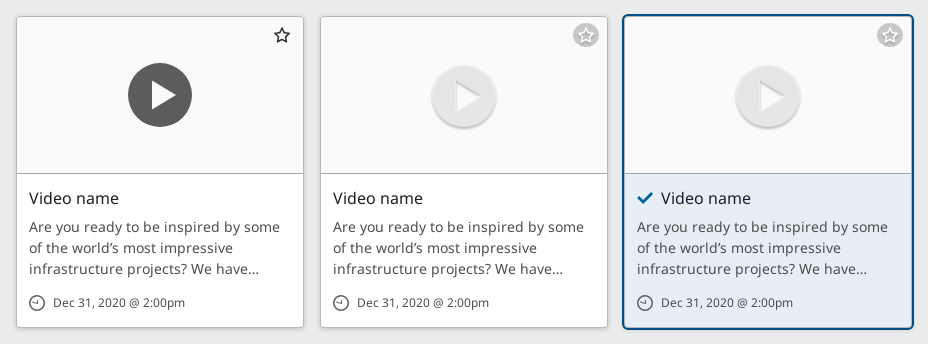 Video name
Are you ready to be inspired by some
of the world’s most impressive
infrastructure projects? We have...
Dec 31, 2020 @ 2:00pm
Video name
Are you ready to be inspired by some
of the world’s most impressive
infrastructure projects? We have...
Dec 31, 2020 @ 2:00pm
Video name
Are you ready to be inspired by some
of the world’s most impressive
infrastructure projects? We have...
Dec 31, 2020 @ 2:00pm